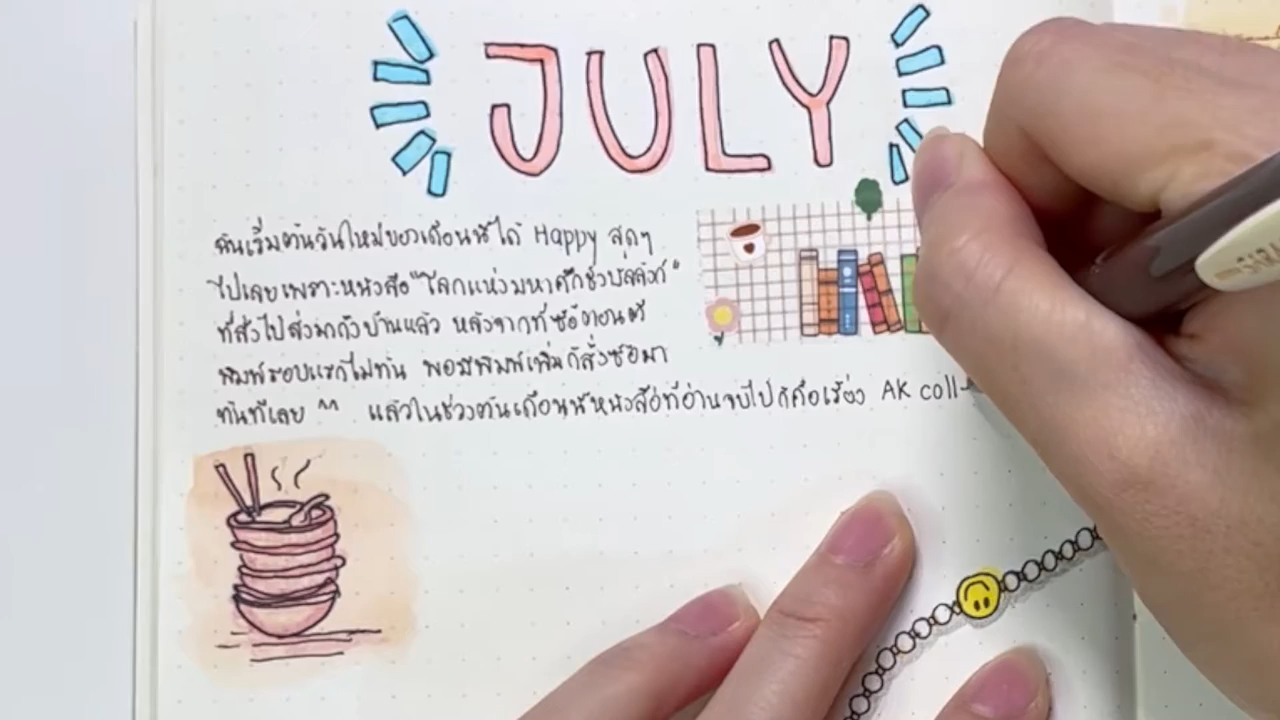 JULY
ฉันเริ่มต้นวันใหม่ของเดือนนี้ได้ Happy สุดๆ
ไปเลยเพราะหนังสือ "โลกแห่งมหาศึกชิงบัลลังก์"
ที่สั่งไปส่งมาถึงบ้านแล้ว หลังจากที่ซื้อตอนตี
พิมพ์รอบแรกไม่ทัน พอมีพิมพ์เพิ่มก็สั่งซื้อมา
ทันทีเลย ^^ แล้วในช่วงต้นเดือนนี้หนังสือที่อ่านจบไปก็คือเรื่อง AK coll